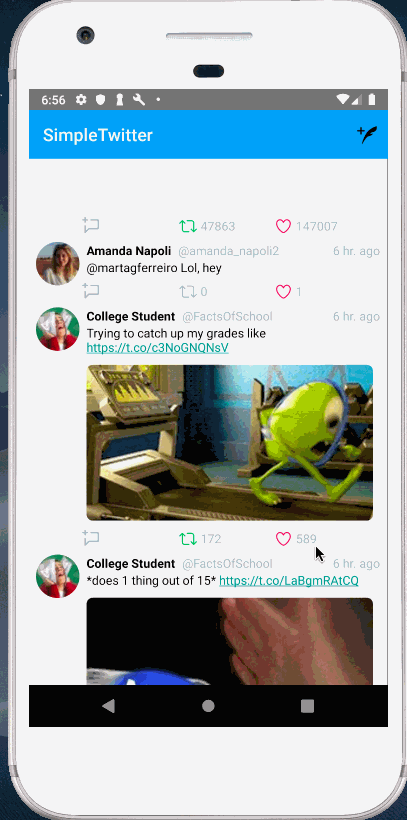 6:56
SimpleTwitter
47863 147007
Amanda Napoli @amanda_napoli2 6 hr. ago
@martagferreiro Lol, hey
0 1
College Student @FactsOfSchool 6 hr. ago
Trying to catch up my grades like
https://t.co/c3NoGNQNsV
172 589
College Student @FactsOfSchool 6 hr. ago
*does 1 thing out of 15* https://t.co/LaBgmRAtCQ